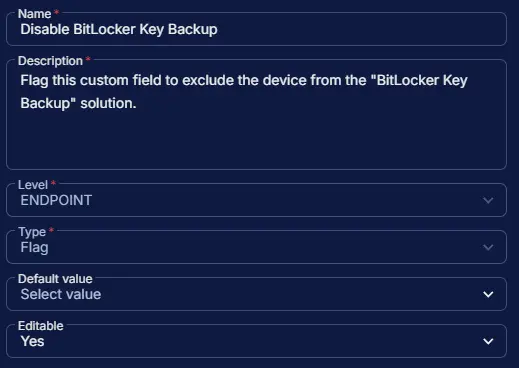 Name *
Disable BitLocker Key Backup
Description *
Flag this custom field to exclude the device from the "BitLocker Key
Backup" solution.
Level *
ENDPOINT
Type *
Flag
Default value
Select value
Editable
Yes